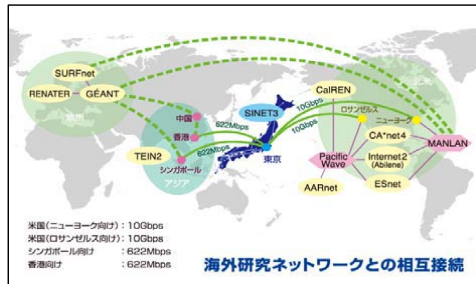 SURFnet
RENATER
GÉANT
欧州
中国
香港
TEIN2
シンガポール
アジア
622Mbps
622Mbps
SINET3
東京
10Gbps
10Gbps
CalREN
ロサンゼルス
ニューヨーク
CA*net4
MANLAN
Pacific
Wave
Internet2
(Abilene)
ESnet
AARnet
米国(ニューヨーク向け):10Gbps
米国(ロサンゼルス向け):10Gbps
シンガポール向け:622Mbps
香港向け:622Mbps
海外研究ネットワークとの相互接続